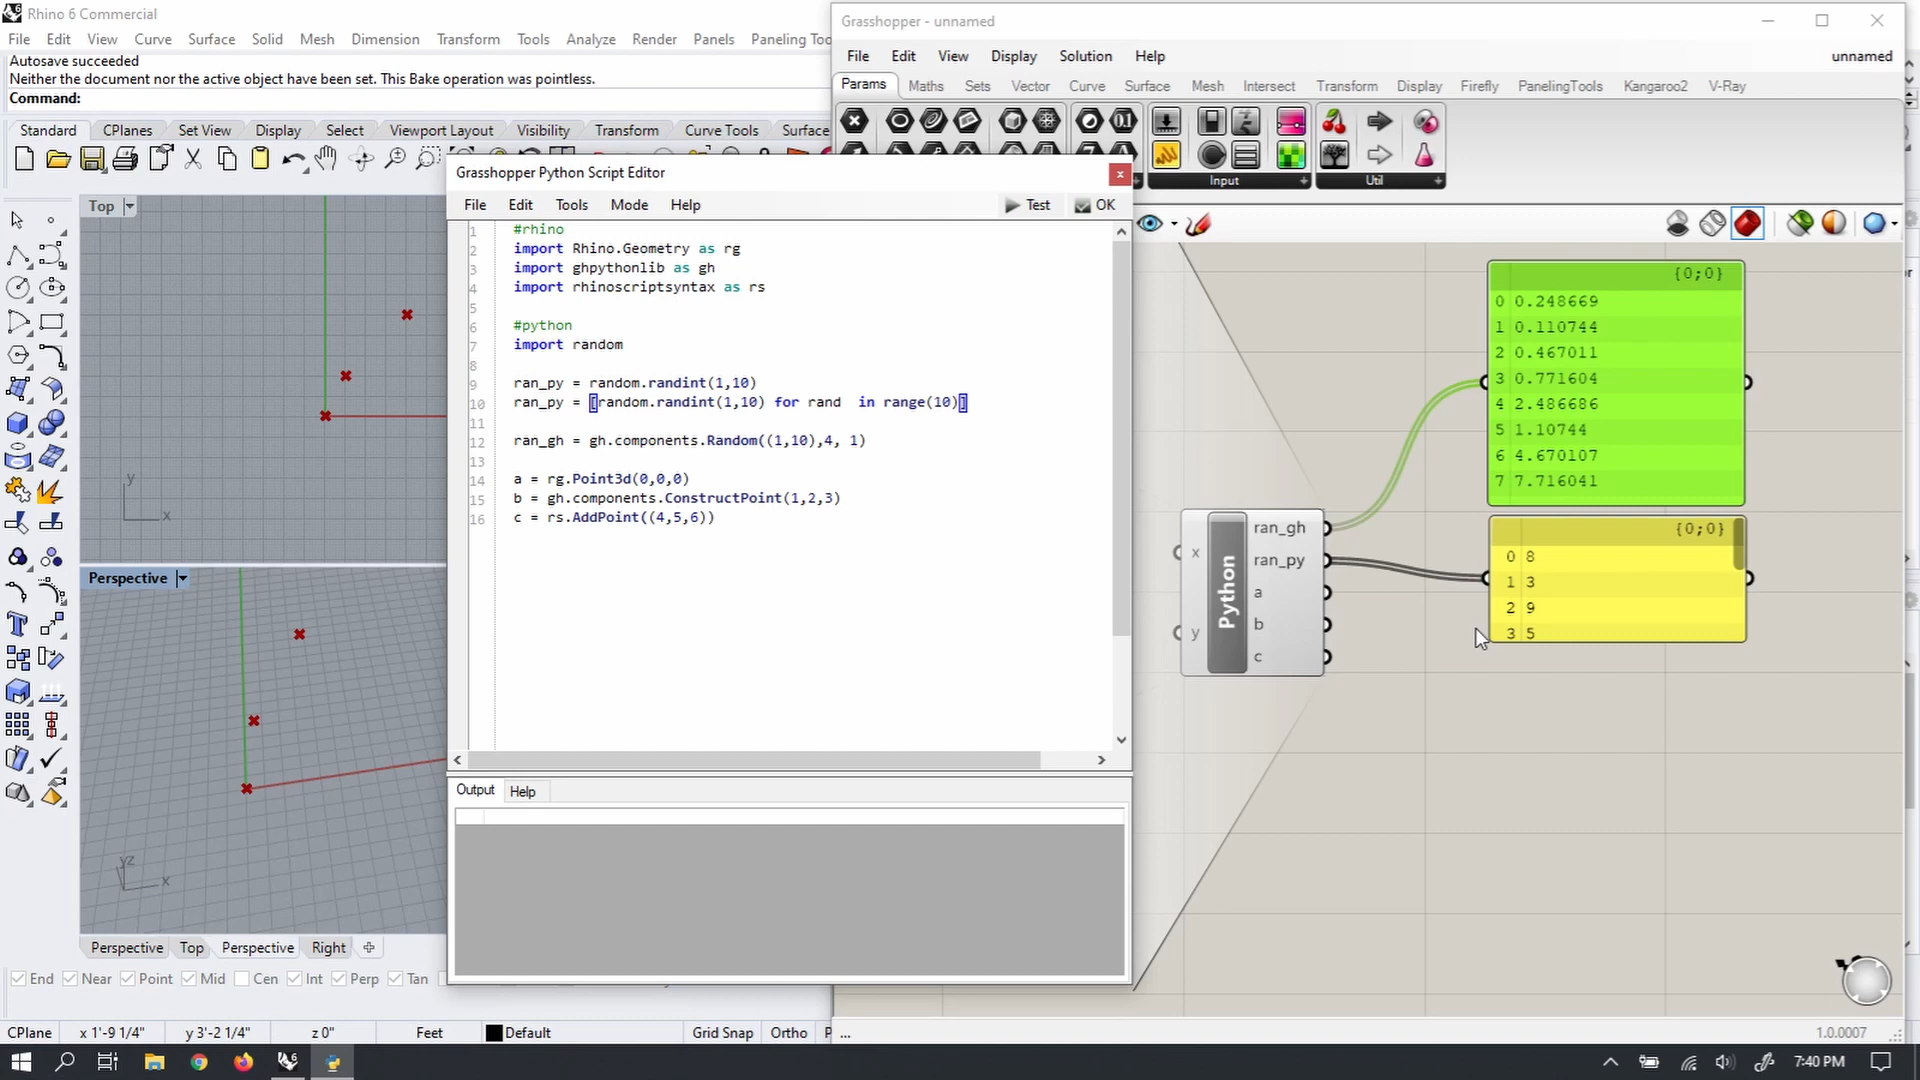 Rhino 6 Commercial
File Edit View Curve Surface Solid Mesh Dimension Transform Tools Analyze Render Panels Paneling Too
Autosave succeeded
Neither the document nor the active object have been set. This Bake operation was pointless.
Command:
Standard CPlanes Set View Display Select Viewport Layout Visibility Transform Curve Tools Surface
Top
y
x
Perspective
yz
x
Perspective Top Perspective Right
End Near Point Mid Cen Int Perp Tan
CPlane x 1'-9 1/4" y 3'-2 1/4" z 0" Feet Default Grid Snap Ortho P
Grasshopper Python Script Editor
File Edit Tools Mode Help Test OK
1 #rhino
2 import Rhino.Geometry as rg
3 import ghpythonlib as gh
4 import rhinoscriptsyntax as rs
5
6 #python
7 import random
8
9 ran_py = random.randint(1,10)
10 ran_py = [random.randint(1,10) for rand  in range(10)]
11
12 ran_gh = gh.components.Random((1,10),4, 1)
13
14 a = rg.Point3d(0,0,0)
15 b = gh.components.ConstructPoint(1,2,3)
16 c = rs.AddPoint((4,5,6))
Output Help
Grasshopper - unnamed
File Edit View Display Solution Help unnamed
Params Maths Sets Vector Curve Surface Mesh Intersect Transform Display Firefly PanelingTools Kangaroo2 V-Ray
0.1
Input Util
{0;0}
0 0.248669
1 0.110744
2 0.467011
3 0.771604
4 2.486686
5 1.10744
6 4.670107
7 7.716041
{0;0}
0 8
1 3
2 9
3 5
x
y
Python
ran_gh
ran_py
a
b
c
...
1.0.0007
7:40 PM